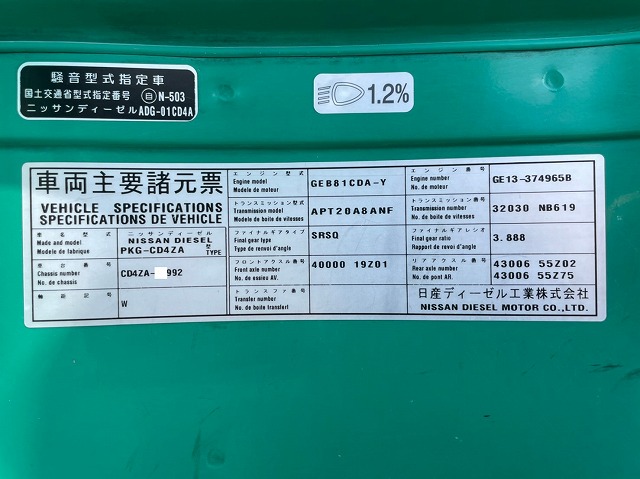 騒音型式指定車
国土交通省型式指定番号 自 N-503
ニッサンディーゼル ADG-01CD4A
1.2%
車両主要諸元票
VEHICLE SPECIFICATIONS
SPECIFICATIONS DE VEHICLE
車名型式
Made and model
Modele de fabrique
ニッサンディーゼル
NISSAN DIESEL
PKG-CD4ZA
型
TYPE
車台番号
Chassis number
No. de chassis
CD4ZA- 992
軸距記号
W
エンジン型式
Engine model
Modele de moteur
GEB81CDA-Y
トランスミッション型式
Transmission model
Modele de boite de vitesses
APT20A8ANF
ファイナルギアタイプ
Final gear type
Type de renvoi d'angle
SRSQ
フロントアクスル番号
Front axle number
No. de essieu AV.
40000 19Z01
トランスファ番号
Transfer number
No. de boite transferl
エンジン番号
Engine number
No. de moteur
GE13-374965B
トランスミッション番号
Transmission number
No. de boite de vitesses
32030 NB619
ファイナルギアレシオ
Final gear ratio
Rapport de renvoi d'angle
3.888
リアアクスル番号
Rear axle number
No. de pont AR.
43006 55Z02
43006 55Z75
日産ディーゼル工業株式会社
NISSAN DIESEL MOTOR CO.,LTD.